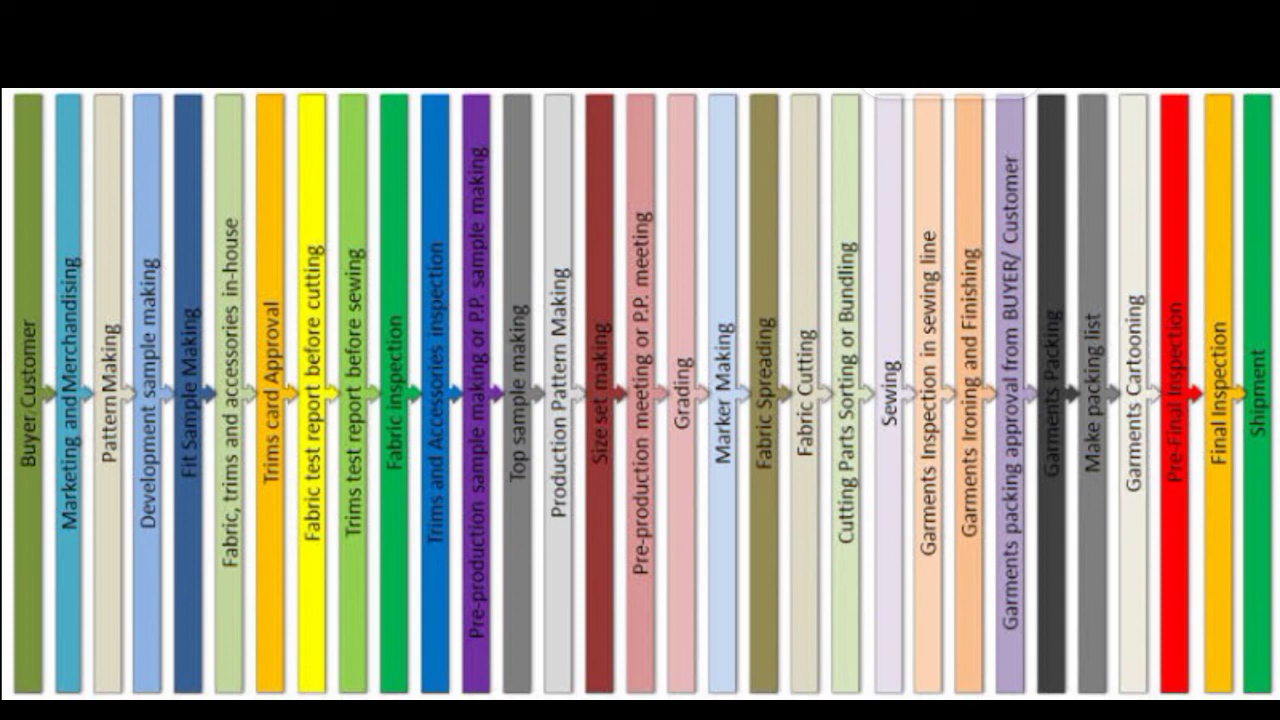 Buyer/Customer
Marketing and Merchandising
Pattern Making
Development sample making
Fit Sample Making
Fabric, trims and accessories in-house
Trims card Approval
Fabric test report before cutting
Trims test report before sewing
Fabric inspection
Trims and Accessories inspection
Pre-production sample making or P.P. sample making
Top sample making
Production Pattern Making
Size set making
Pre-production meeting or P.P. meeting
Grading
Marker Making
Fabric Spreading
Fabric Cutting
Cutting Parts Sorting or Bundling
Sewing
Garments Inspection in sewing line
Garments Ironing and Finishing
Garments packing approval from BUYER/ Customer
Garments Packing
Make packing list
Garments Cartooning
Pre-Final Inspection
Final Inspection
Shipment